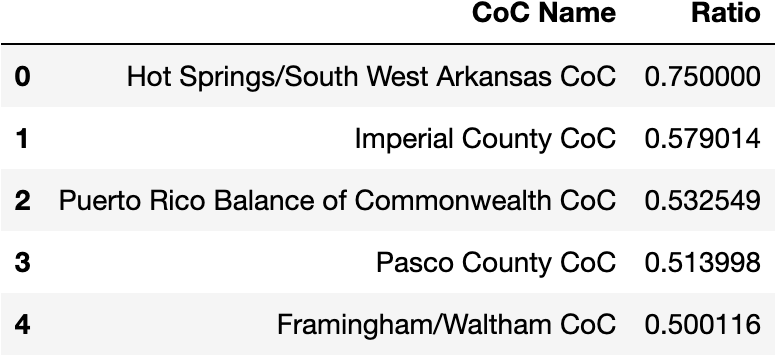 CoC Name Ratio
0 Hot Springs/South West Arkansas CoC 0.750000
1 Imperial County CoC 0.579014
2 Puerto Rico Balance of Commonwealth CoC 0.532549
3 Pasco County CoC 0.513998
4 Framingham/Waltham CoC 0.500116